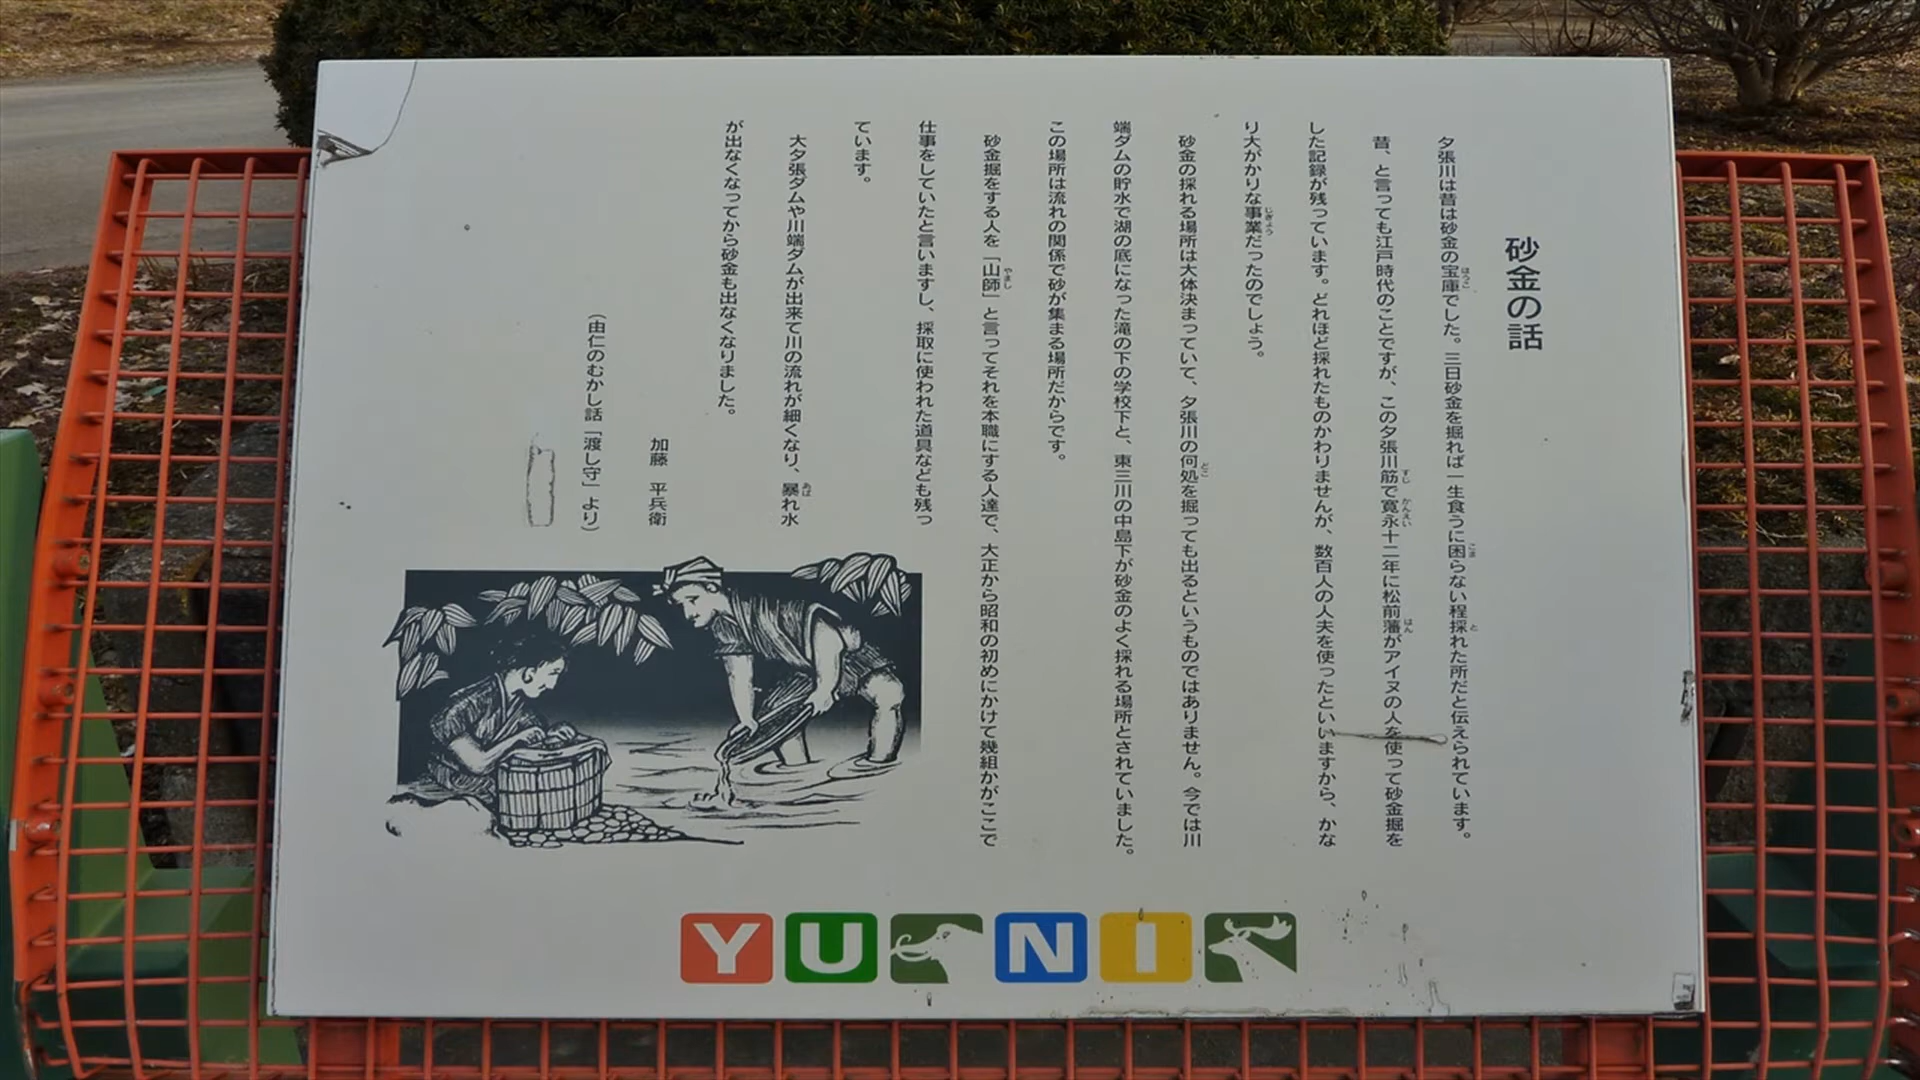 砂金の話
夕張川は昔は砂金の宝庫でした。三日砂金を掘れば一生食うに困らない程採れた所だと伝えられています。
昔、と言っても江戸時代のことですが、この夕張川筋で寛永十二年に松前藩がアイヌの人を使って砂金掘を
した記録が残っています。どれほど採れたものかわりませんが、数百人の人夫を使ったといいますから、かな
り大がかりな事業だったのでしょう。
砂金の採れる場所は大体決まっていて、夕張川の何処を掘っても出るというものではありません。今では川
端ダムの貯水で湖の底になった滝の下の学校下と、東三川の中島下が砂金のよく採れる場所とされていました。
この場所は流れの関係で砂が集まる場所だからです。
砂金掘をする人を「山師」と言ってそれを本職にする人達で、大正から昭和の初めにかけて幾組かがここで
仕事をしていたと言いますし、採取に使われた道具なども残っ
ています。
大夕張ダムや川端ダムが出来て川の流れが細くなり、暴れ水
が出なくなってから砂金も出なくなりました。
加藤 平兵衛
(由仁のむかし話「渡し守」より)
YUNI